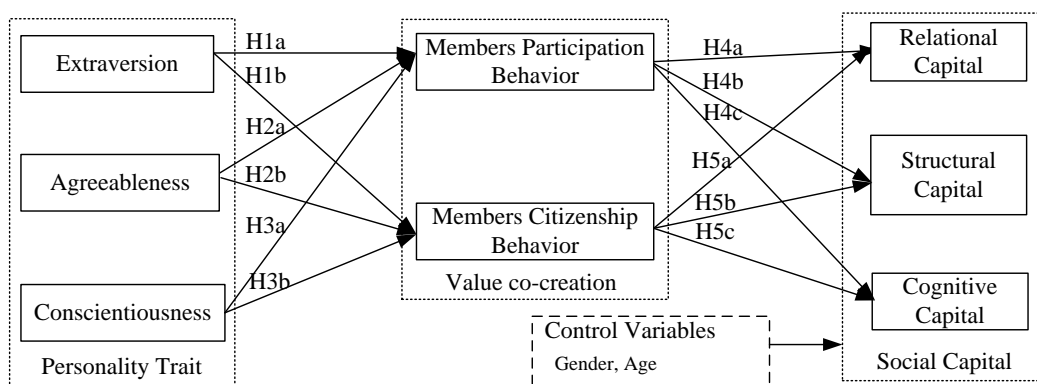 Extraversion
Agreeableness
Conscientiousness
Personality Trait
H1a
H1b
H2a
H2b
H3a
H3b
Members Participation
Behavior
Members Citizenship
Behavior
Value co-creation
H4a
H4b
H4c
H5a
H5b
H5c
Relational
Capital
Structural
Capital
Cognitive
Capital
Social Capital
Control Variables
Gender, Age